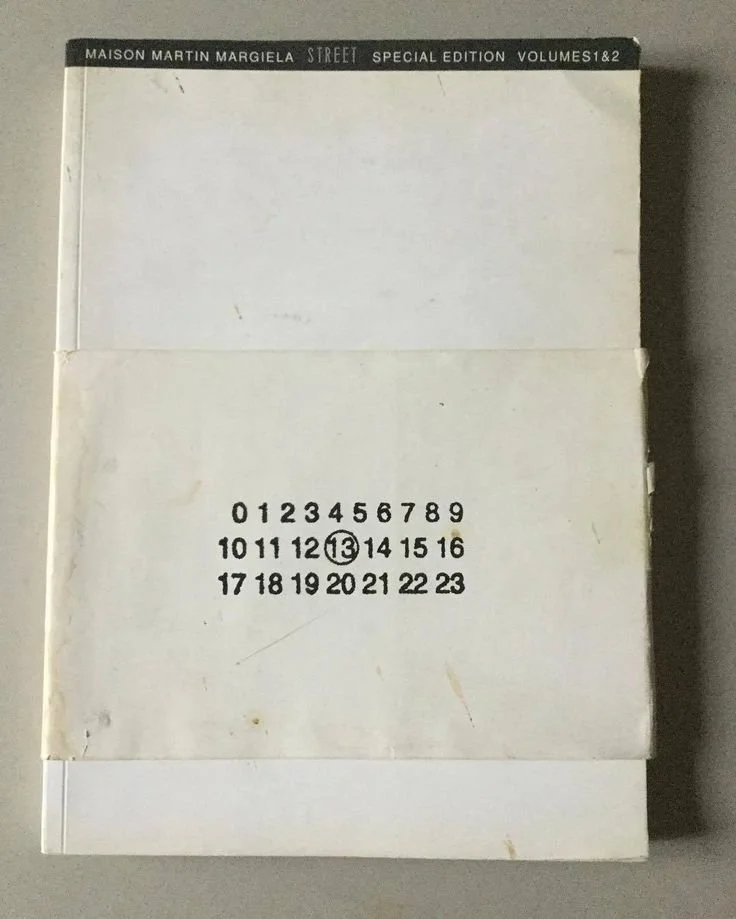 MAISON MARTIN MARGIELA STREET SPECIAL EDITION VOLUMES1&2
0 1 2 3 4 5 6 7 8 9
10 11 12 13 14 15 16
17 18 19 20 21 22 23